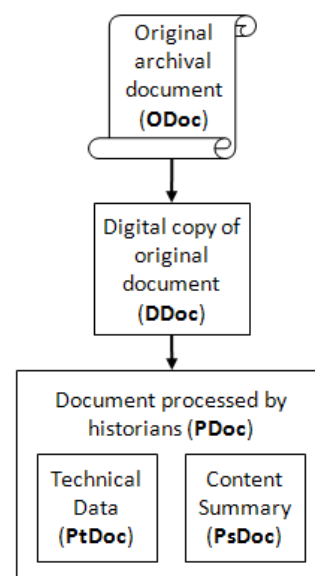 Original
archival
document
(ODoc)
Digital copy of
original
document
(DDoc)
Document processed by
historians (PDoc)
Technical
Data
(PtDoc)
Content
Summary
(PsDoc)